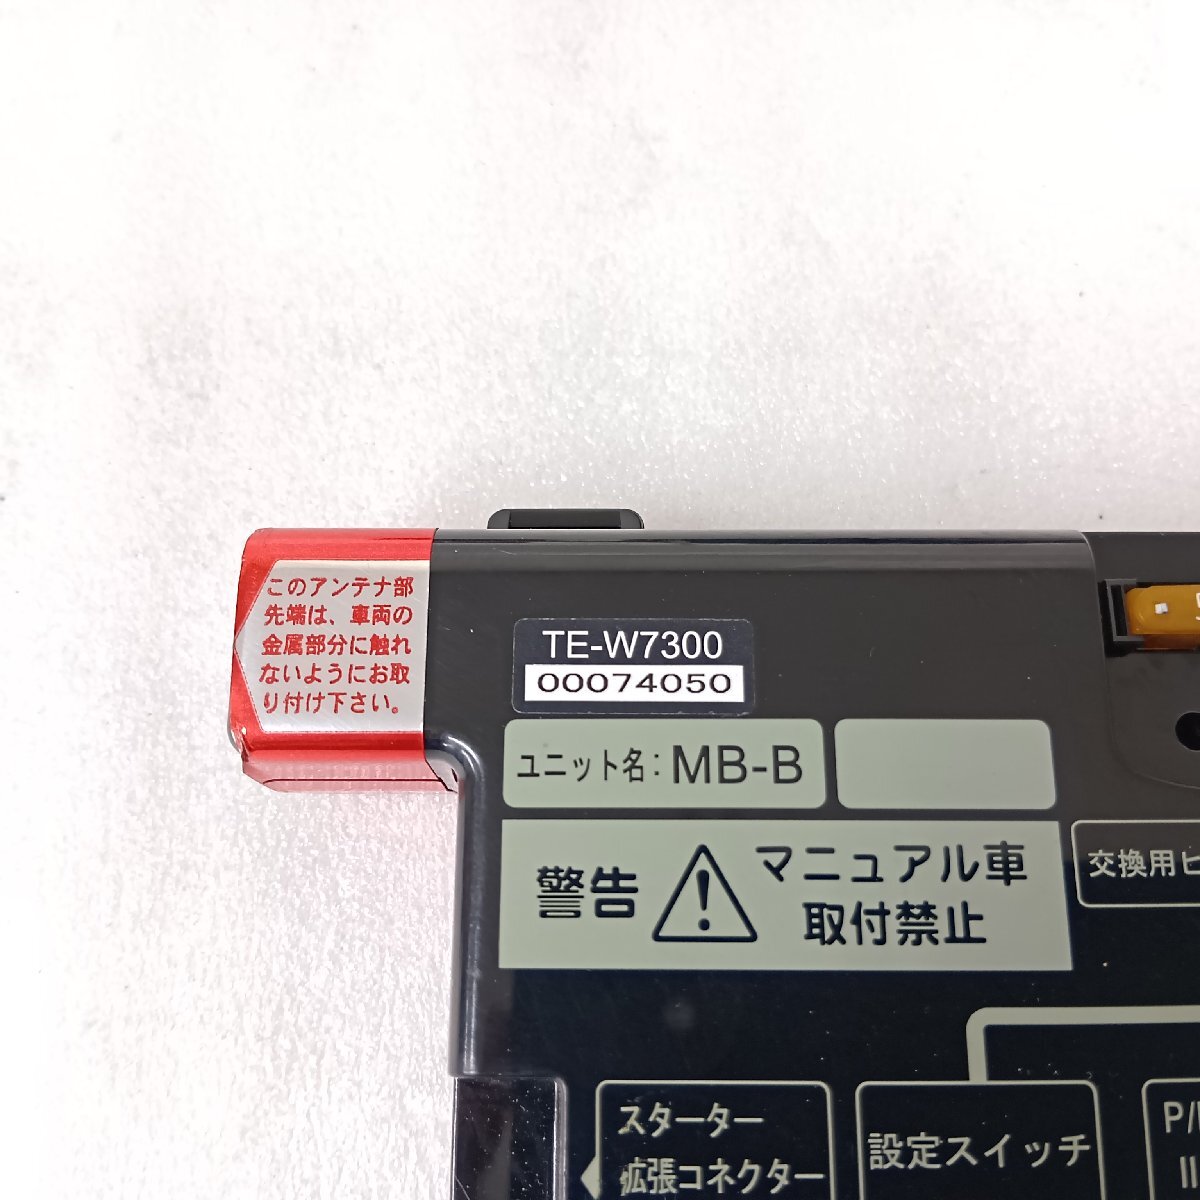 このアンテナ部
先端は、車両の
金属部分に触れ
ないようにお取
り付け下さい。
TE-W7300
00074050
ユニット名：MB-B
警告
マニュアル車
取付禁止
交換用ヒ
スターター
拡張コネクター
設定スイッチ
P/